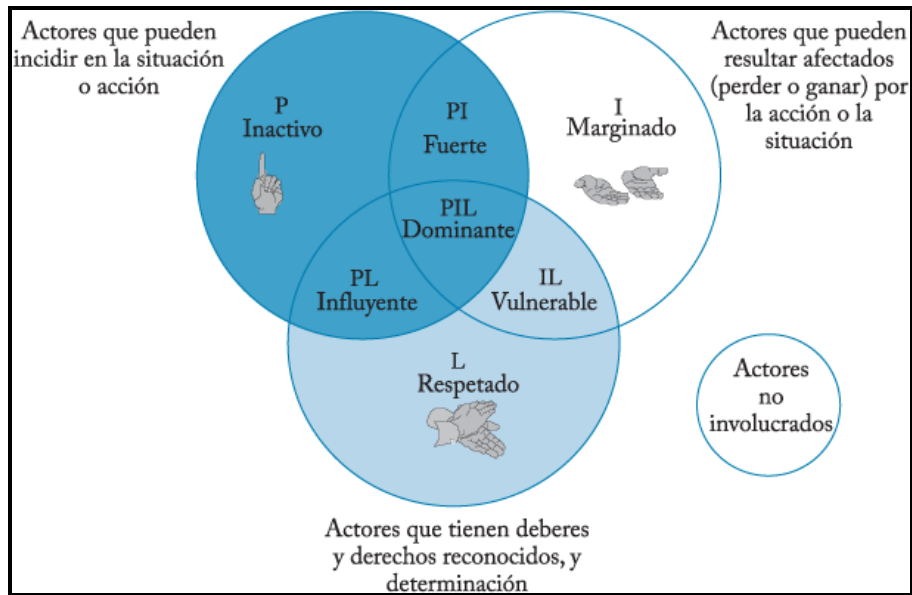 Actores que pueden
incidir en la situación
o acción
Actores que pueden
resultar afectados
(perder o ganar) por
la acción o la
situación
P
Inactivo
PI
Fuerte
I
Marginado
PIL
Dominante
PL
Influyente
IL
Vulnerable
L
Respetado
Actores
no
involucrados
Actores que tienen deberes
y derechos reconocidos, y
determinación